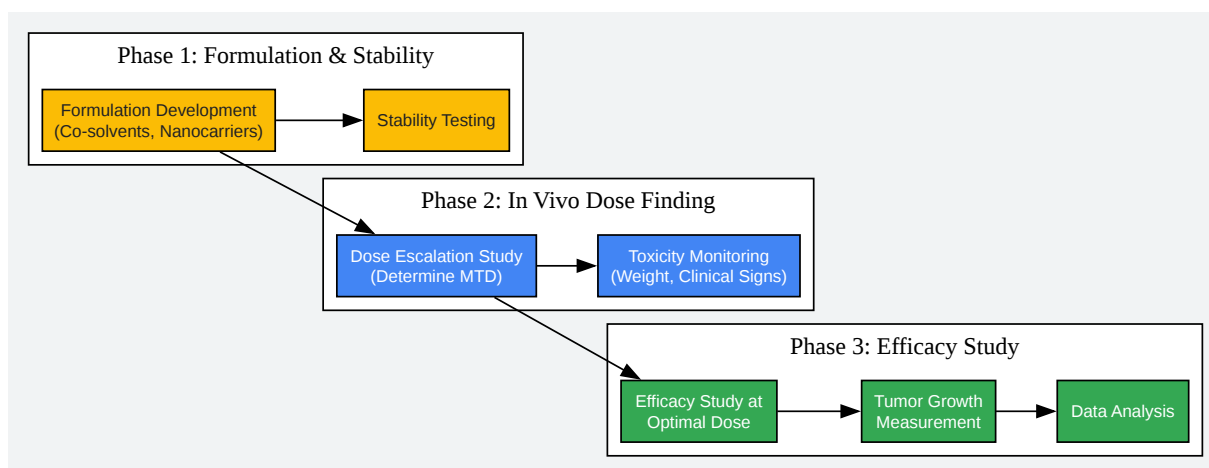 Phase 1: Formulation & Stability
Formulation Development
(Co-solvents, Nanocarriers)
Stability Testing
Phase 2: In Vivo Dose Finding
Dose Escalation Study
(Determine MTD)
Toxicity Monitoring
(Weight, Clinical Signs)
Phase 3: Efficacy Study
Efficacy Study at
Optimal Dose
Tumor Growth
Measurement
Data Analysis